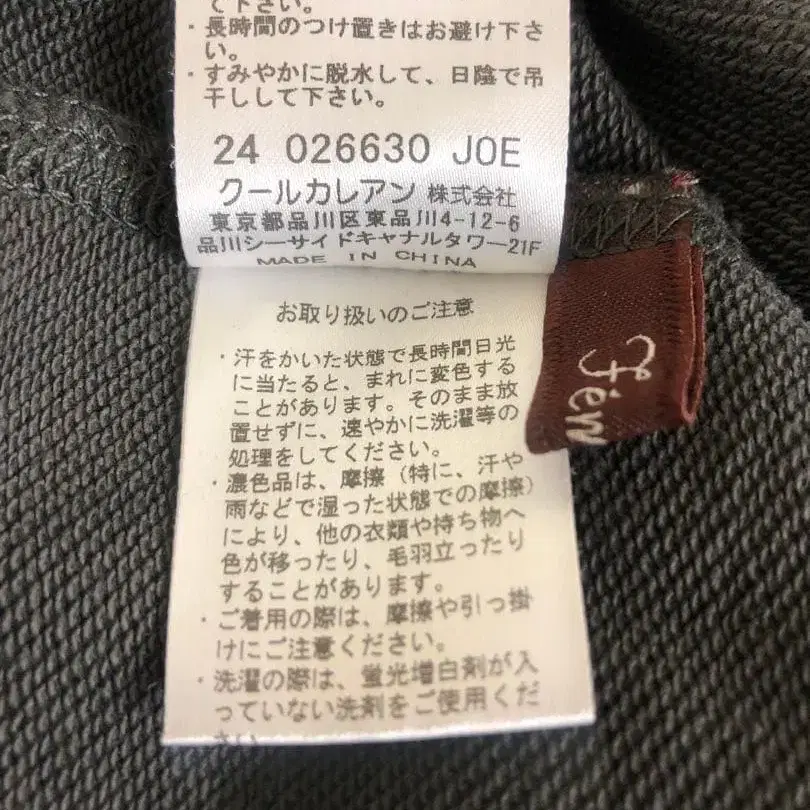 て下さい。
・長時間のつけ置きはお避け下さ
い。
・すみやかに脱水して、日陰で吊
干しして下さい。
24 026630 JOE
クールカレアン 株式会社
東京都品川区東品川4-12-6
品川シーサイドキャナルタワー21F
MADE IN CHINA
お取り扱いのご注意
・汗をかいた状態で長時間日光
に当たると、まれに変色する
ことがあります。そのまま放
置せずに、速やかに洗濯等の
処理をしてください。
・濃色品は、摩擦（特に、汗や
雨などで湿った状態での摩擦）
により、他の衣類や持ち物へ
色が移ったり、毛羽立ったり
することがあります。
・ご着用の際は、摩擦や引っ掛
けにご注意ください。
・洗濯の際は、蛍光増白剤が入
っていない洗剤をご使用くだ
さい。